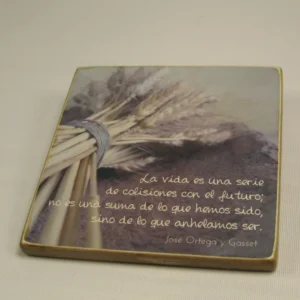 La vida es una serie
de colisiones con el futuro;
no es una suma de lo que hemos sido,
sino de lo que anhelamos ser.
José Ortega y Gasset